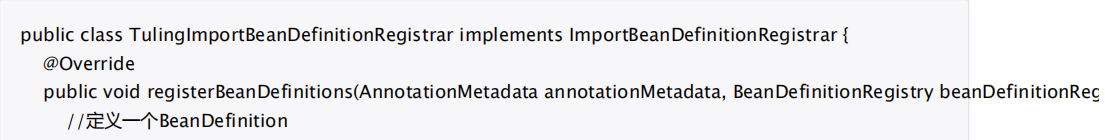 public class TulingImportBeanDefinitionRegistrar implements ImportBeanDefinitionRegistrar {
@Override
public void registerBeanDefinitions(AnnotationMetadata annotationMetadata, BeanDefinitionRegistry beanDefinitionReg
//定义一个BeanDefinition